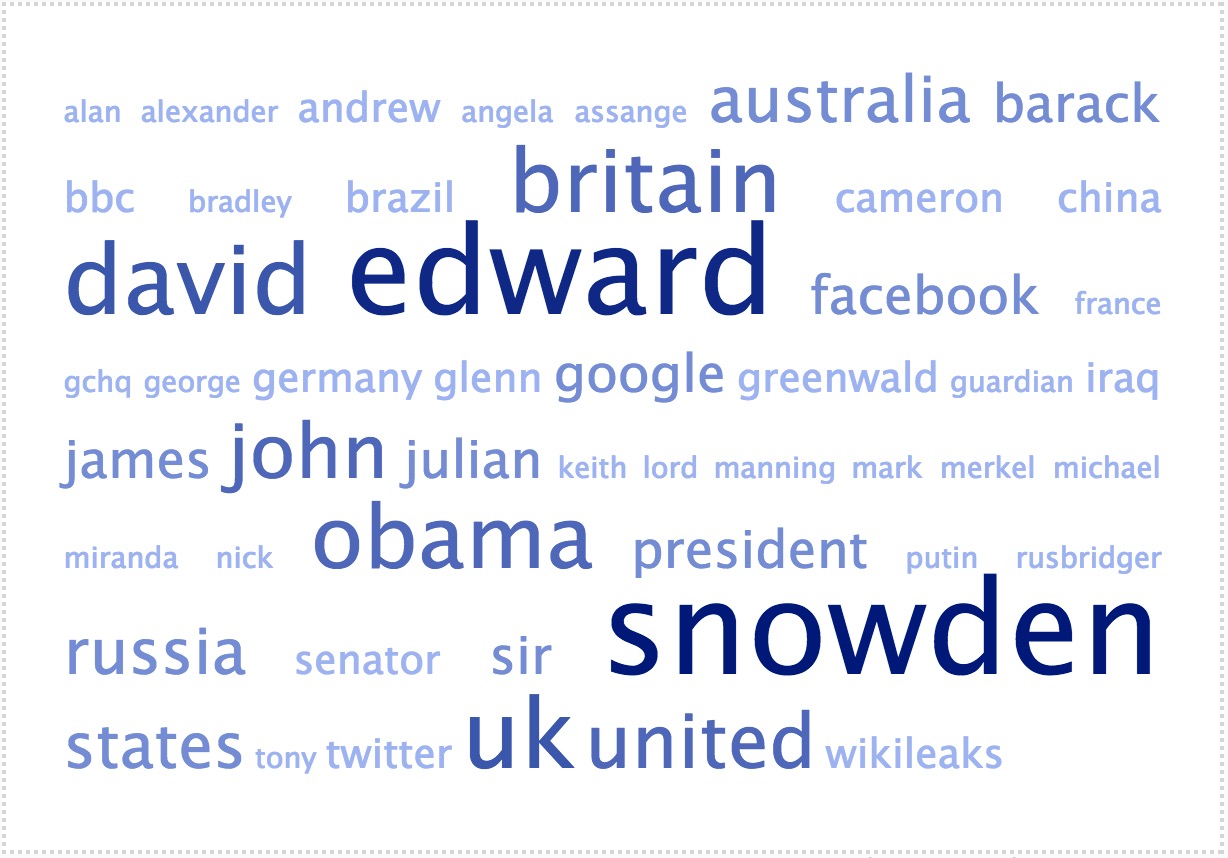 alan alexander andrew angela assange australia barack
bbc bradley brazil britain cameron china
david edward facebook france
gchq george germany glenn google greenwald guardian iraq
james john julian keith lord manning mark merkel michael
miranda nick obama president putin rusbridger
russia senator sir snowden
states tony twitter uk united wikileaks